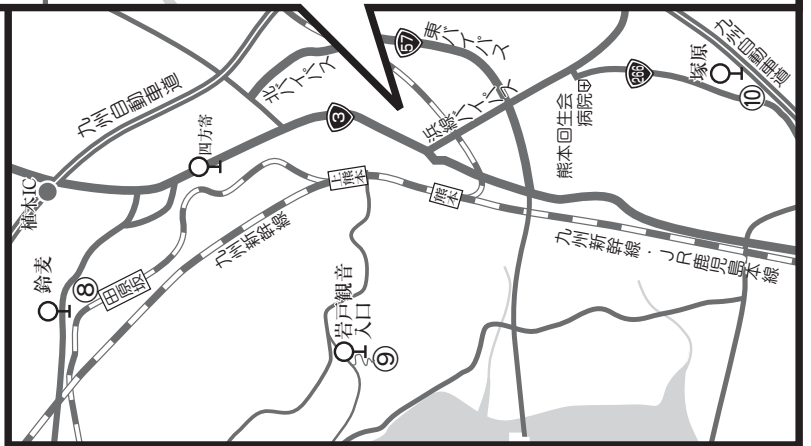 九州自動車道
北バイパス
3
57
東バイパス
浜線バイパス
266
塚原
九州自動車道
⑩
熊本回生会
病院
四方寄
植木IC
上熊本
熊本
九州新幹線
九州新幹線・JR鹿児島本線
鈴麦
⑧
田原坂
岩戸観音
入口
⑨